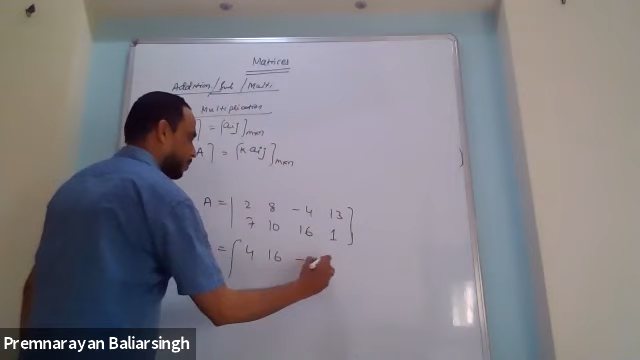 Matrices
Addition / Sub / Multi
Multiplication
] = [aij]m×n
A ] = [k aij]m×n
A = [ 2 8 -4 13
7 10 16 1 ]
= [ 4 16 -
Premnarayan Baliarsingh